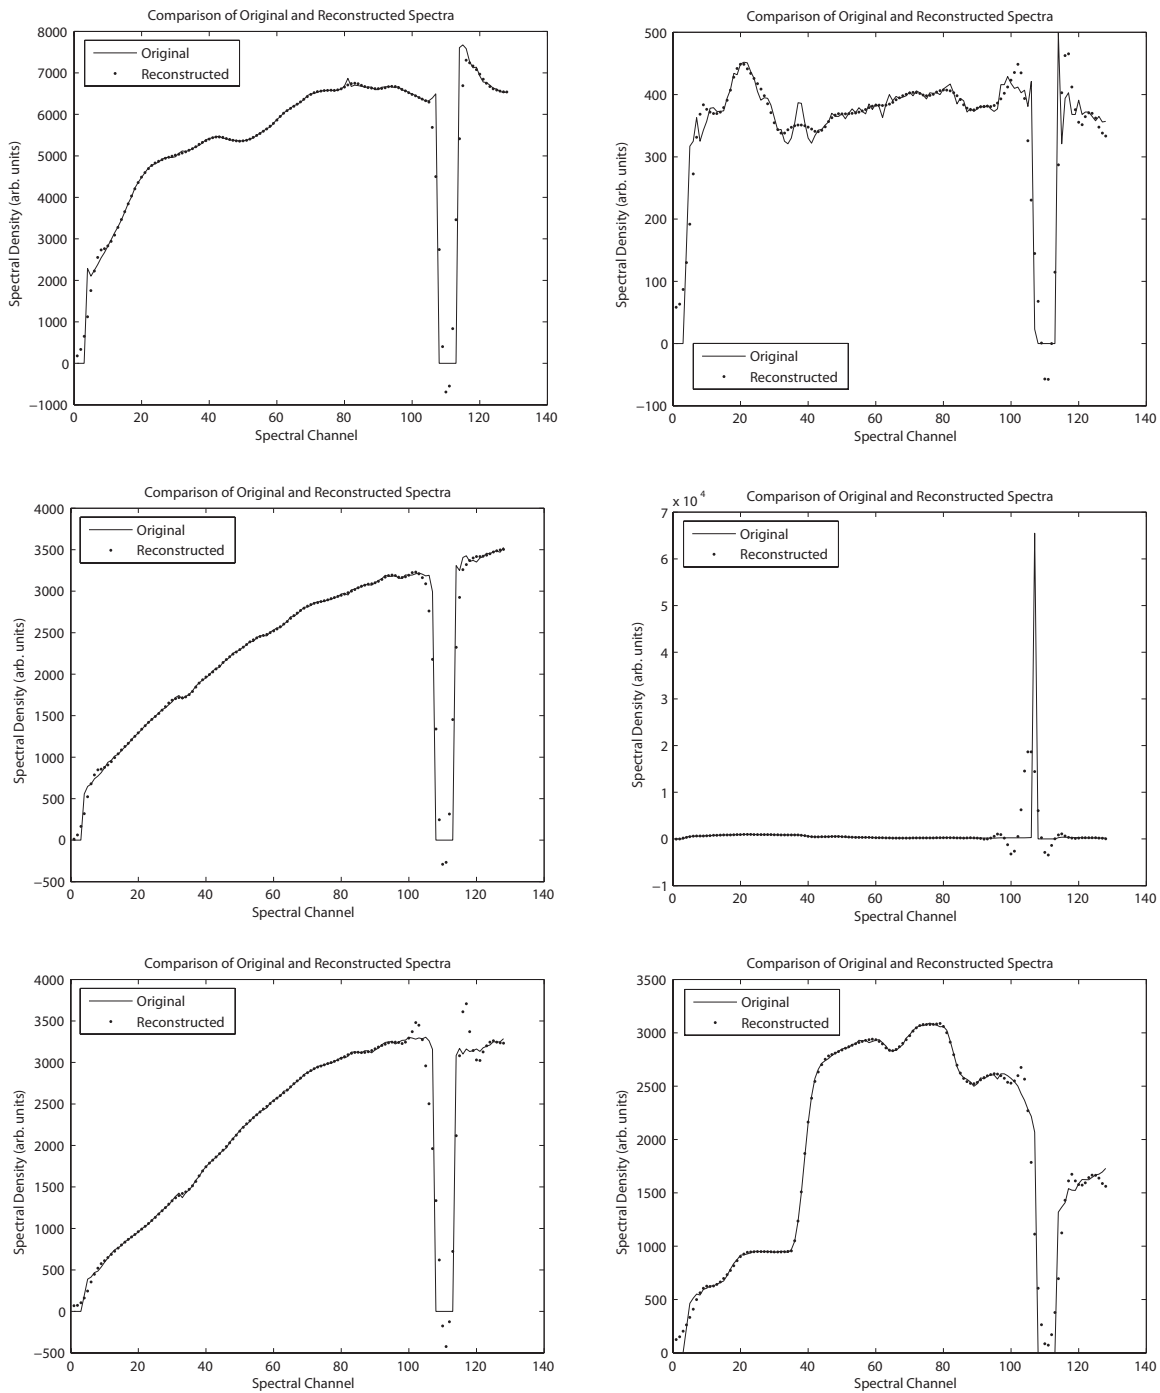 Comparison of Original and Reconstructed Spectra
8000
7000
6000
5000
4000
3000
2000
1000
0
−1000
Spectral Density (arb. units)
Original
Reconstructed
0 20 40 60 80 100 120 140
Spectral Channel
Comparison of Original and Reconstructed Spectra
500
400
300
200
100
0
−100
Spectral Density (arb. units)
Original
Reconstructed
0 20 40 60 80 100 120 140
Spectral Channel
Comparison of Original and Reconstructed Spectra
4000
3500
3000
2500
2000
1500
1000
500
0
−500
Spectral Density (arb. units)
Original
Reconstructed
0 20 40 60 80 100 120 140
Spectral Channel
Comparison of Original and Reconstructed Spectra
x 10 4
7
6
5
4
3
2
1
0
−1
Spectral Density (arb. units)
Original
Reconstructed
0 20 40 60 80 100 120 140
Spectral Channel
Comparison of Original and Reconstructed Spectra
4000
3500
3000
2500
2000
1500
1000
500
0
−500
Spectral Density (arb. units)
Original
Reconstructed
0 20 40 60 80 100 120 140
Spectral Channel
Comparison of Original and Reconstructed Spectra
3500
3000
2500
2000
1500
1000
500
0
Spectral Density (arb. units)
Original
Reconstructed
0 20 40 60 80 100 120 140
Spectral Channel